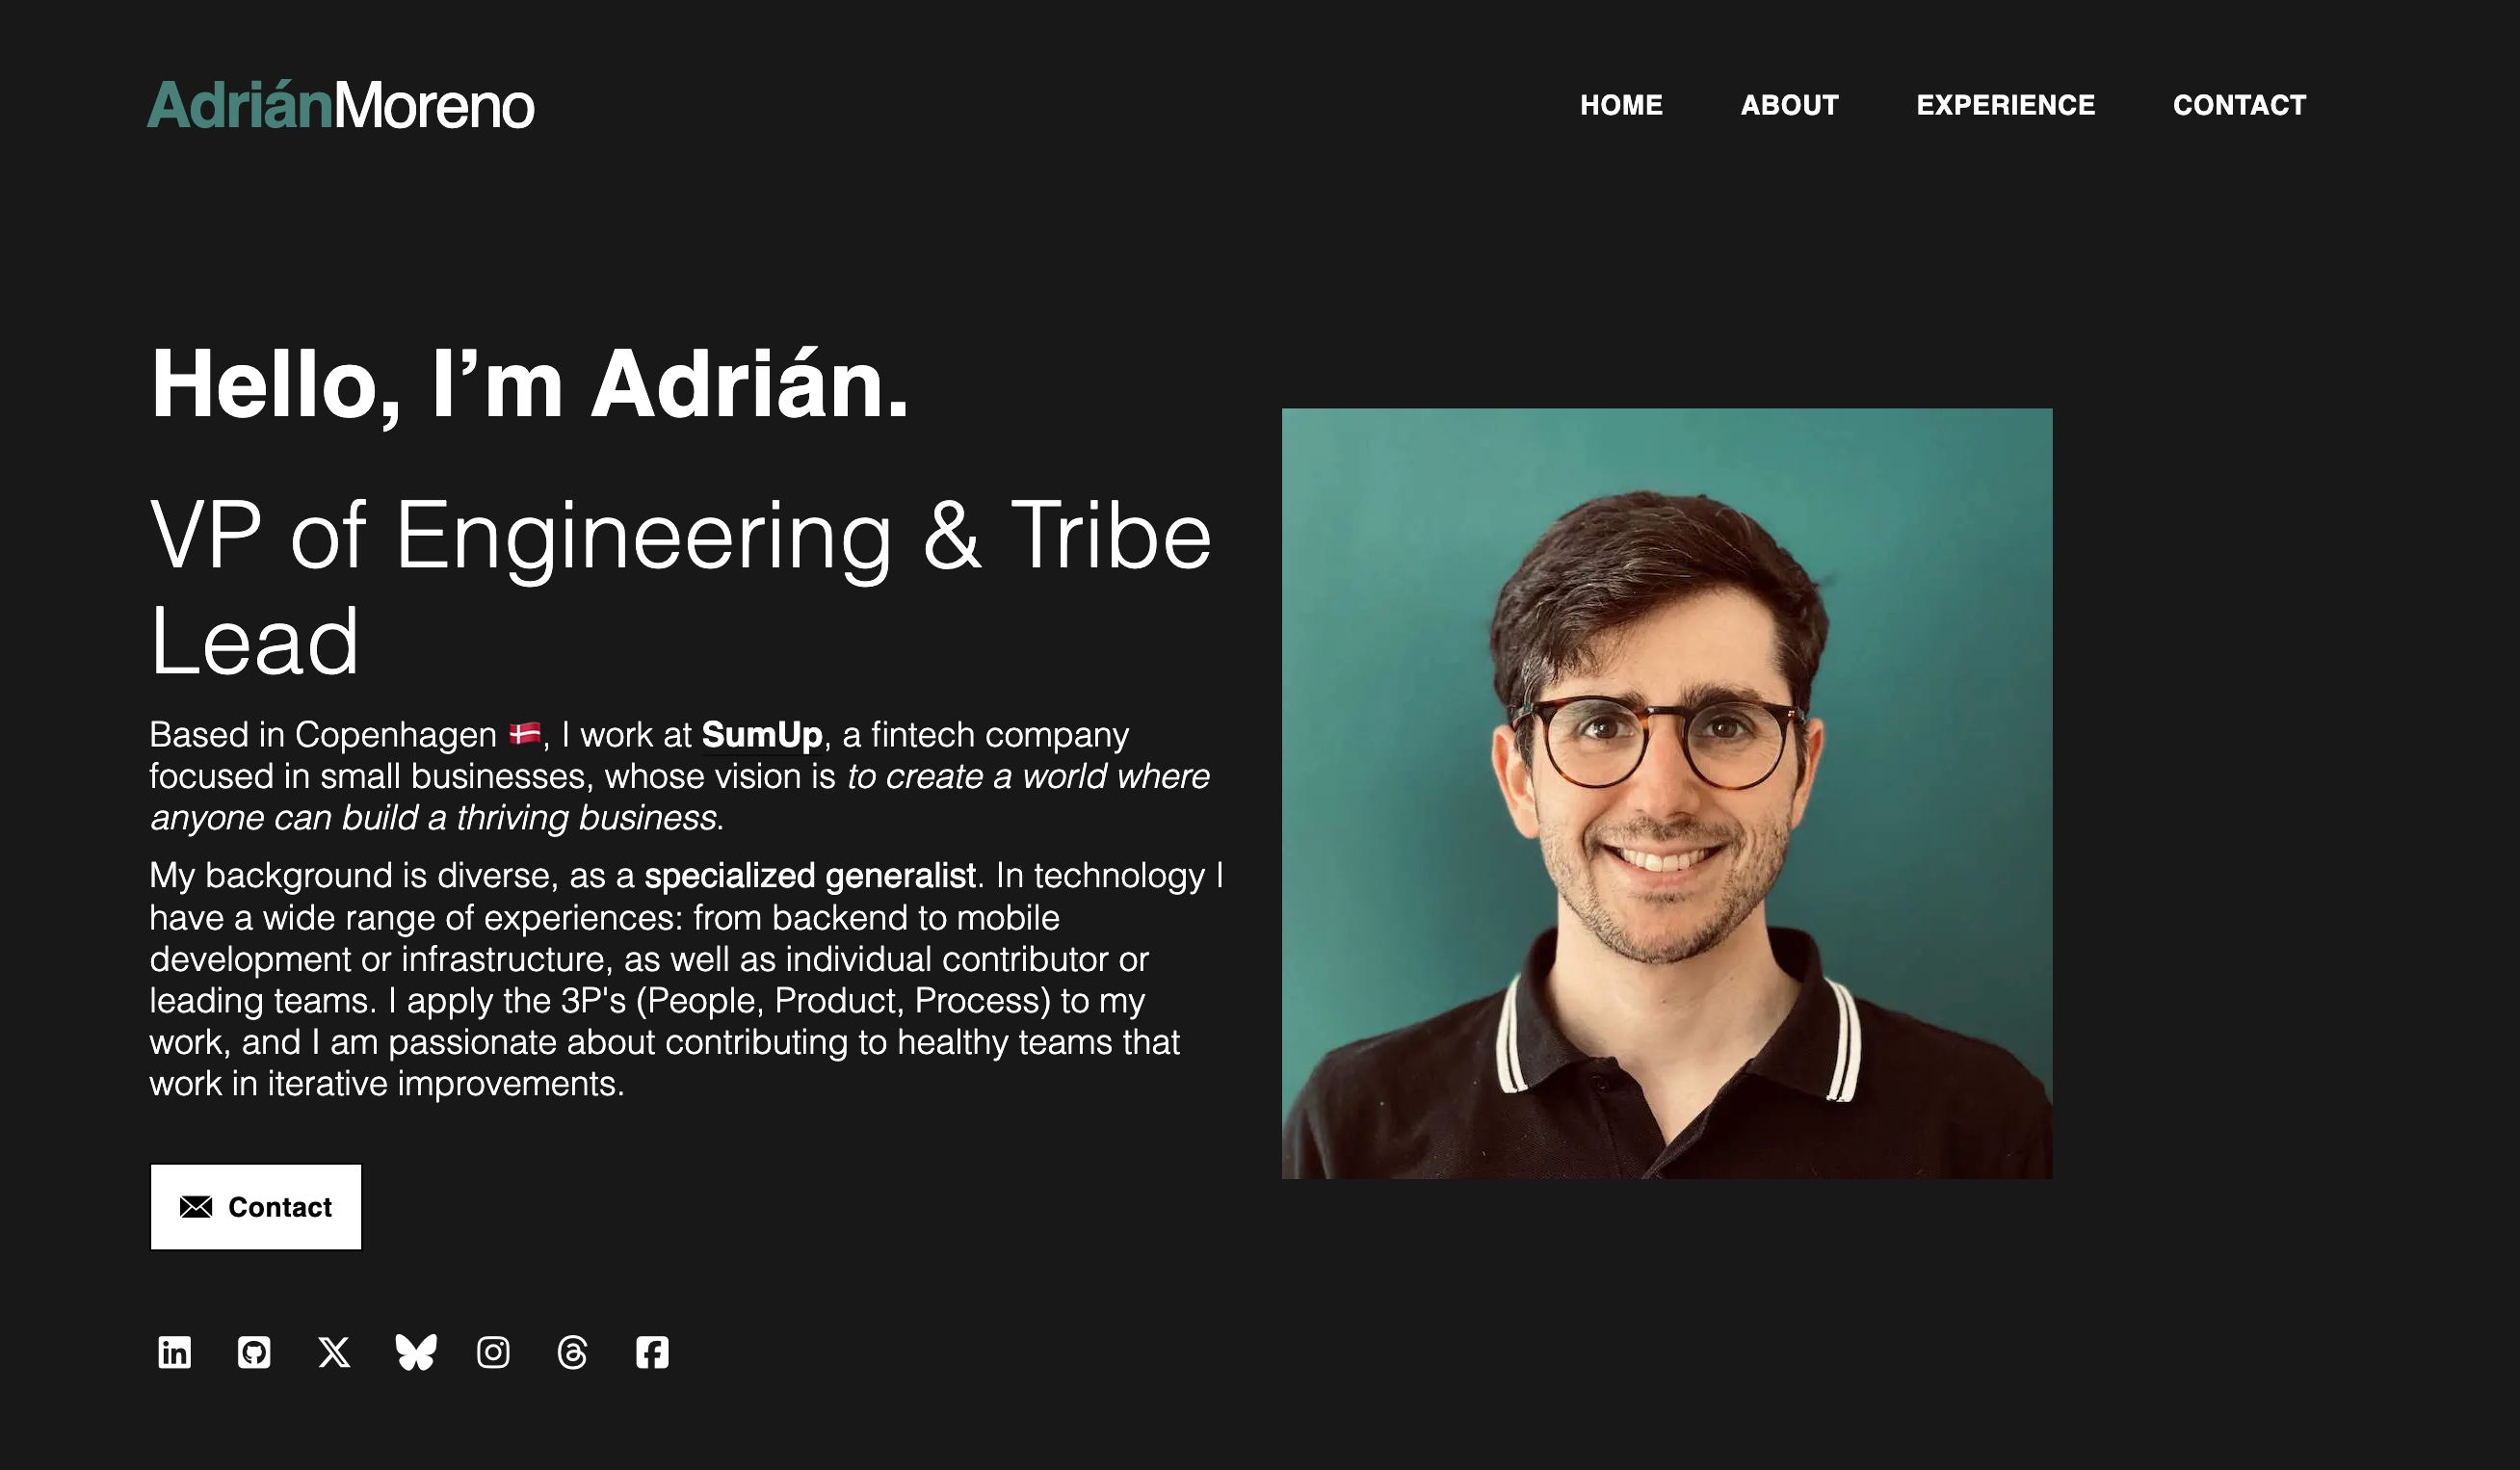 AdriánMoreno
HOME ABOUT EXPERIENCE CONTACT
Hello, I’m Adrián.
VP of Engineering & Tribe
Lead
Based in Copenhagen 🇩🇰, I work at SumUp, a fintech company
focused in small businesses, whose vision is to create a world where
anyone can build a thriving business.
My background is diverse, as a specialized generalist. In technology I
have a wide range of experiences: from backend to mobile
development or infrastructure, as well as individual contributor or
leading teams. I apply the 3P's (People, Product, Process) to my
work, and I am passionate about contributing to healthy teams that
work in iterative improvements.
Contact